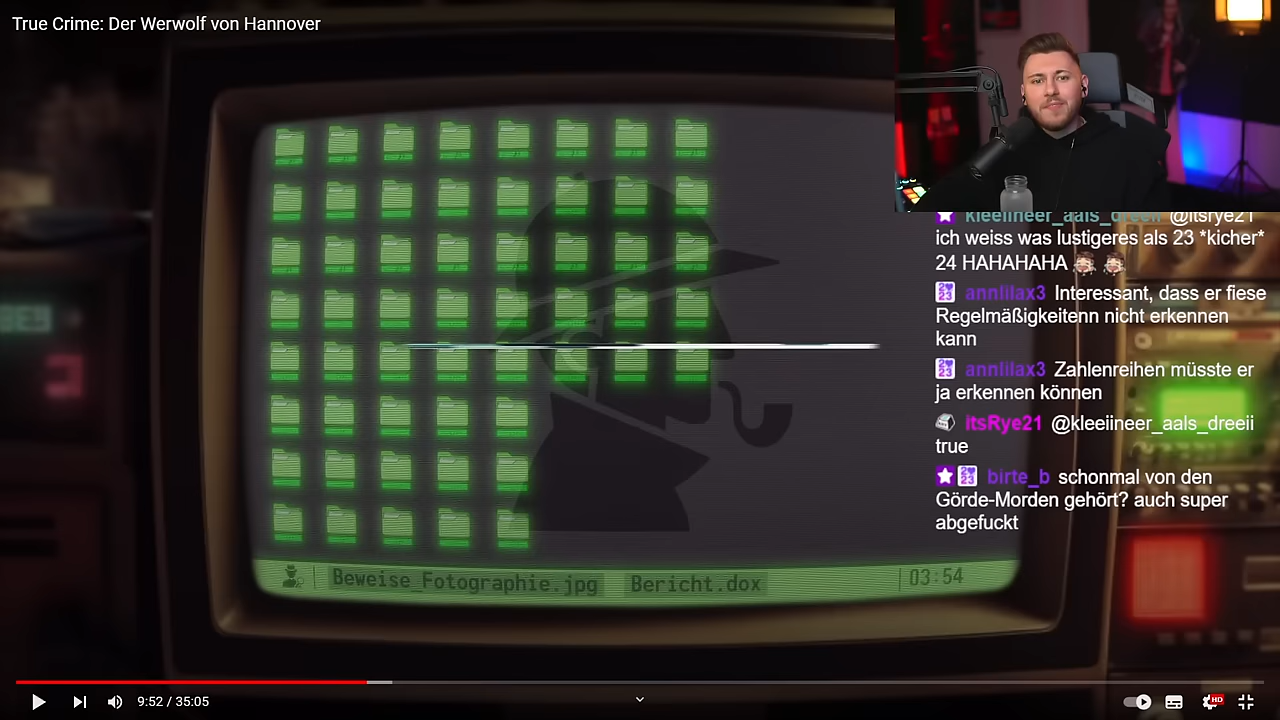 True Crime: Der Werwolf von Hannover
kleeiineer_aals_dreeii @itsrye21
ich weiss was lustigeres als 23 *kicher*
24 HAHAHAHA
annlilax3 Interessant, dass er fiese
Regelmäßigkeitenn nicht erkennen
kann
annlilax3 Zahlenreihen müsste er
ja erkennen können
itsRye21 @kleeiineer_aals_dreeii
true
birte_b schonmal von den
Görde-Morden gehört? auch super
abgefuckt
Beweise_Fotographie.jpg Bericht.dox 03:54
9:52 / 35:05
HD